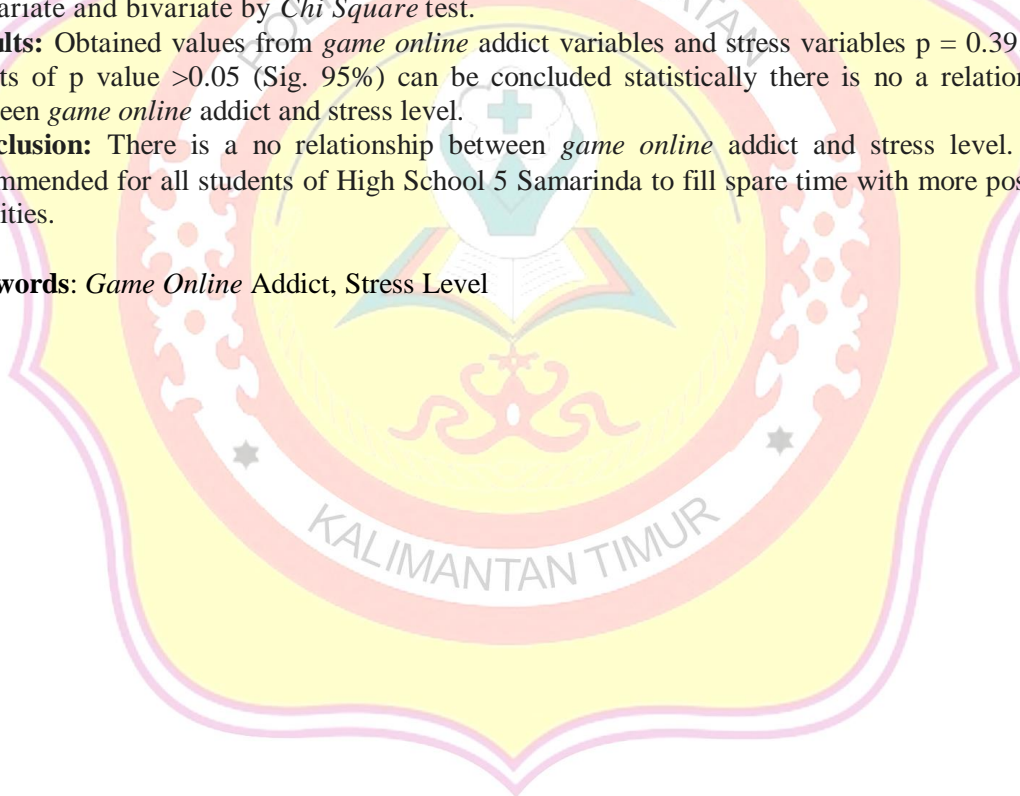 ariate and bivariate by Chi Square test.
ults: Obtained values from game online addict variables and stress variables p = 0.39
ts of p value >0.05 (Sig. 95%) can be concluded statistically there is no a relation
een game online addict and stress level.
clusion: There is a no relationship between game online addict and stress level.
mmended for all students of High School 5 Samarinda to fill spare time with more pos
ities.
words: Game Online Addict, Stress Level
KALIMANTAN TIMUR